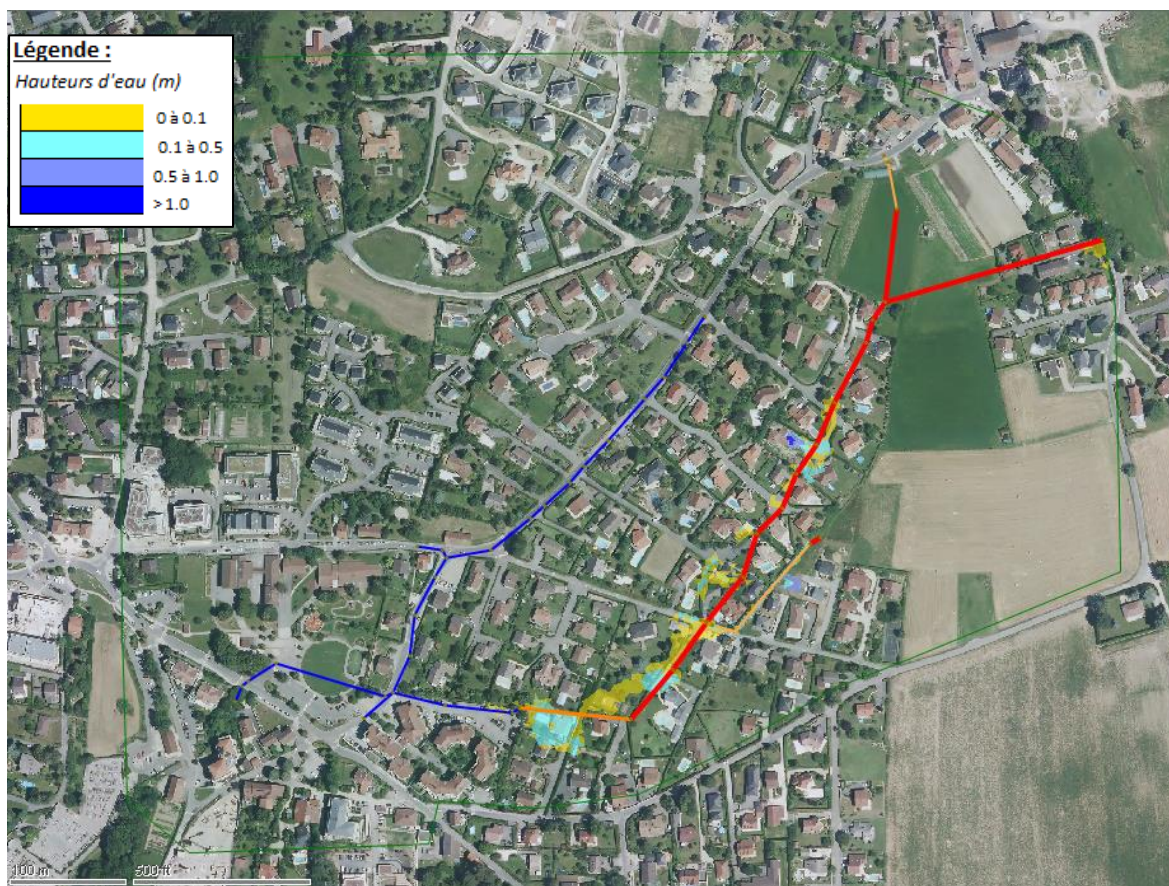 Légende :
Hauteurs d'eau (m)
0 à 0.1
0.1 à 0.5
0.5 à 1.0
> 1.0
100 m
500 ft